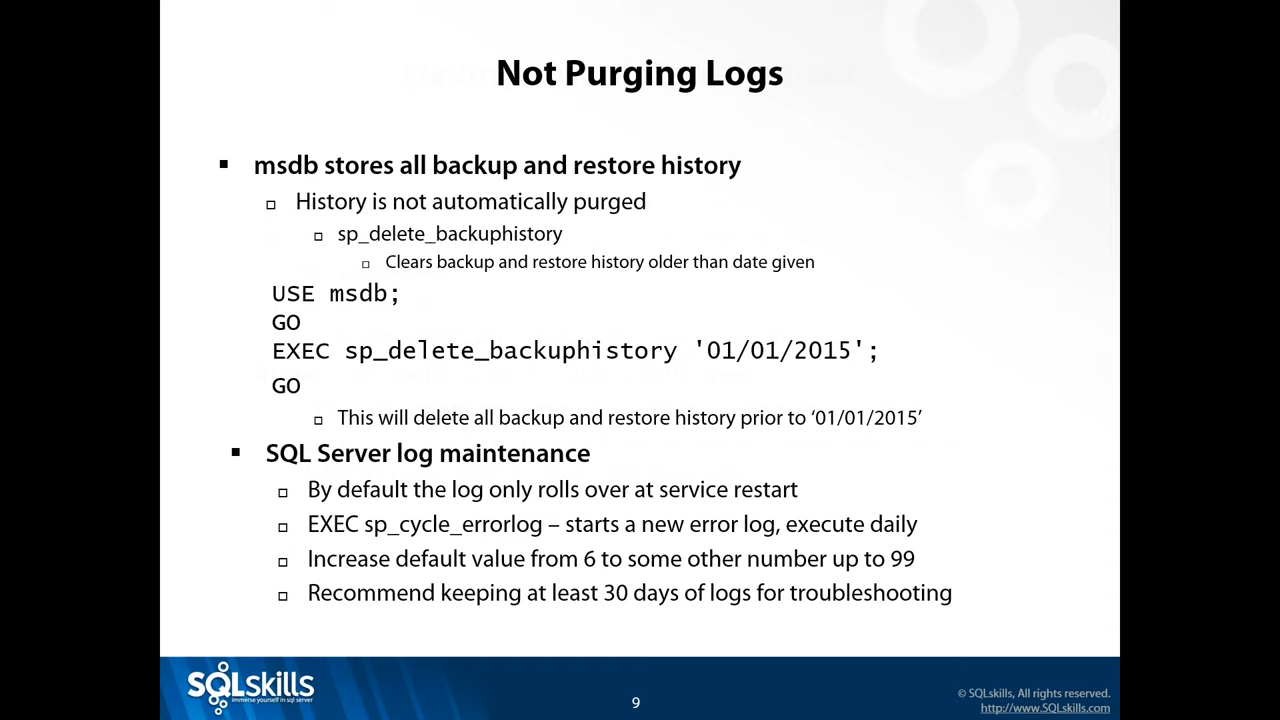 Not Purging Logs
msdb stores all backup and restore history
History is not automatically purged
sp_delete_backuphistory
Clears backup and restore history older than date given
USE msdb;
GO
EXEC sp_delete_backuphistory '01/01/2015';
GO
This will delete all backup and restore history prior to ‘01/01/2015’
SQL Server log maintenance
By default the log only rolls over at service restart
EXEC sp_cycle_errorlog – starts a new error log, execute daily
Increase default value from 6 to some other number up to 99
Recommend keeping at least 30 days of logs for troubleshooting
SQLskills
immerse yourself in sql server
9
© SQLskills, All rights reserved.
http://www.SQLskills.com